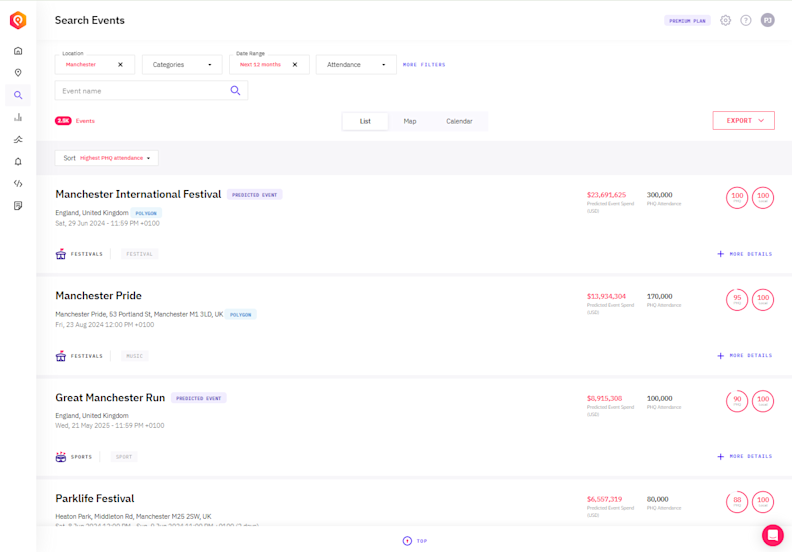 Search Events
PREMIUM PLAN
PJ
Location
Manchester
Categories
Date Range
Next 12 months
Attendance
MORE FILTERS
Event name
Events
List
Map
Calendar
EXPORT
Sort Highest PHQ attendance
Manchester International Festival PREDICTED EVENT
$23,691,625
300,000
100
100
England, United Kingdom POLYGON
Predicted Event Spend
(USD)
PHQ Attendance
Sat, 29 Jun 2024 - 11:59 PM +0100
FESTIVALS
FESTIVAL
MORE DETAILS
Manchester Pride
$13,934,304
170,000
95
100
Manchester Pride, 53 Portland St, Manchester M1 3LD, UK POLYGON
Predicted Event Spend
(USD)
PHQ Attendance
Fri, 23 Aug 2024 12:00 PM +0100
FESTIVALS
MUSIC
MORE DETAILS
Great Manchester Run PREDICTED EVENT
$8,915,308
100,000
90
100
England, United Kingdom
Predicted Event Spend
(USD)
PHQ Attendance
Wed, 21 May 2025 - 11:59 PM +0100
SPORTS
SPORT
MORE DETAILS
Parklife Festival
$6,557,319
80,000
88
100
Heaton Park, Middleton Rd, Manchester M25 2SW, UK
Predicted Event Spend
(USD)
PHQ Attendance
TOP